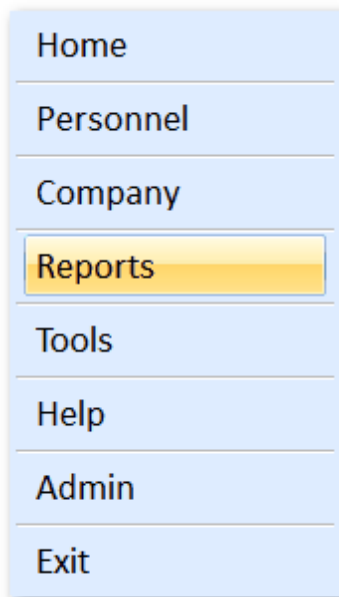 Home
Personnel
Company
Reports
Tools
Help
Admin
Exit